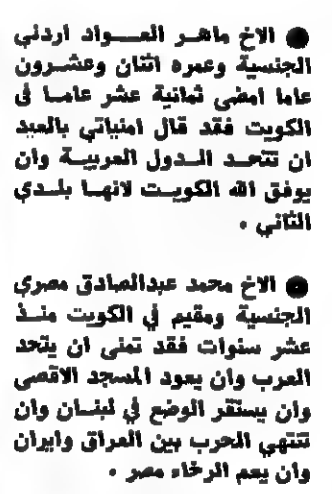 ● الاخ ماهر العواد اردني
الجنسية وعمره اثنان وعشرون
عاما امضى ثمانية عشر عاما في
الكويت فقد قال امنياتي بالعيد
ان تتحد الدول العربية وان
يوفق الله الكويت لانها بلدي
الثاني .
● الاخ محمد عبدالصادق مصري
الجنسية ومقيم في الكويت منذ
عشر سنوات فقد تمنى ان يتحد
العرب وان يعود المسجد الاقصى
وان يستقر الوضع في لبنان وان
تنتهي الحرب بين العراق وايران
وان يعم الرخاء مصر .